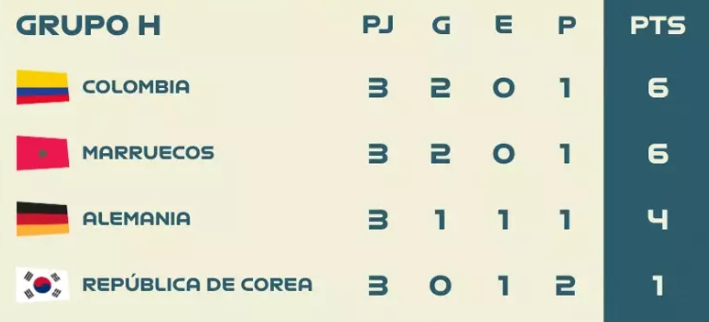 GRUPO H PJ G E P PTS
COLOMBIA 3 2 0 1 6
MARRUECOS 3 2 0 1 6
ALEMANIA 3 1 1 1 4
REPÚBLICA DE COREA 3 0 1 2 1